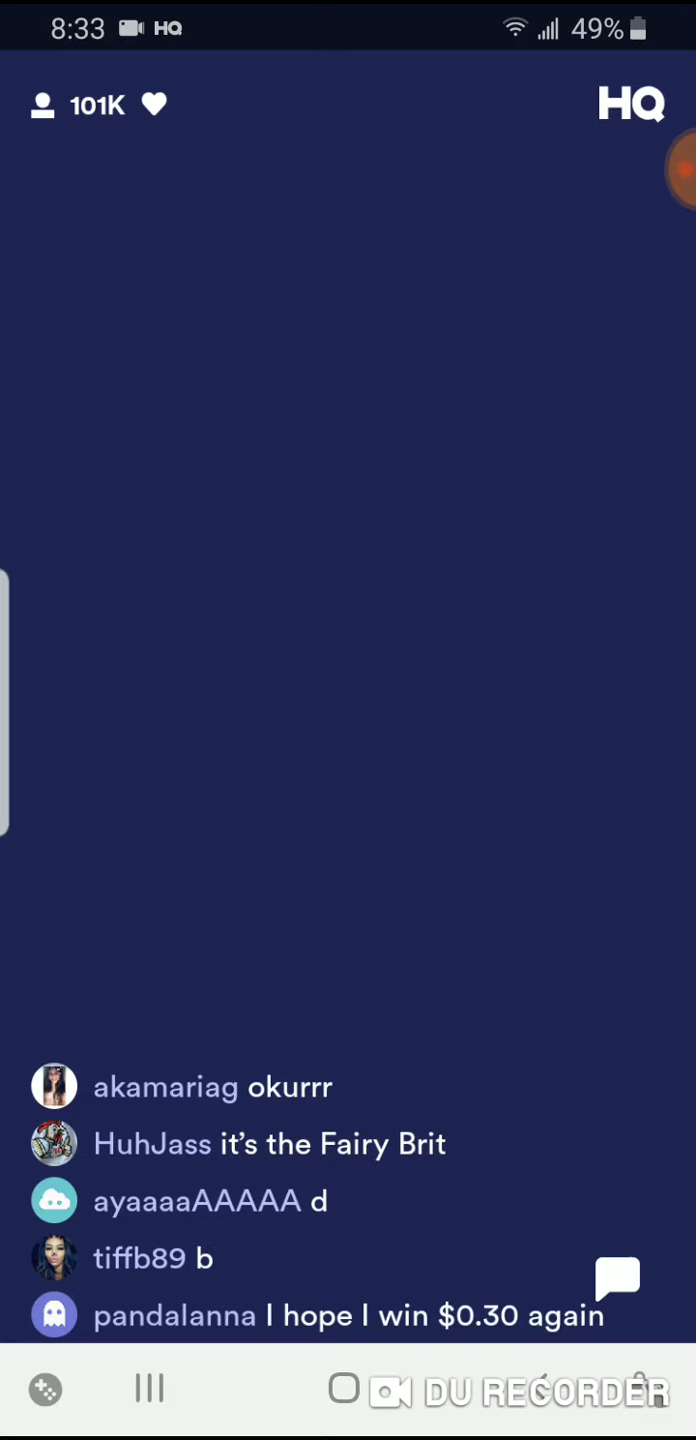 8:33 HQ 49%
101K HQ
akamariag okurrr
HuhJass it's the Fairy Brit
ayaaaaAAAAA d
tiffb89 b
pandalanna I hope I win $0.30 again
DU RECORDER